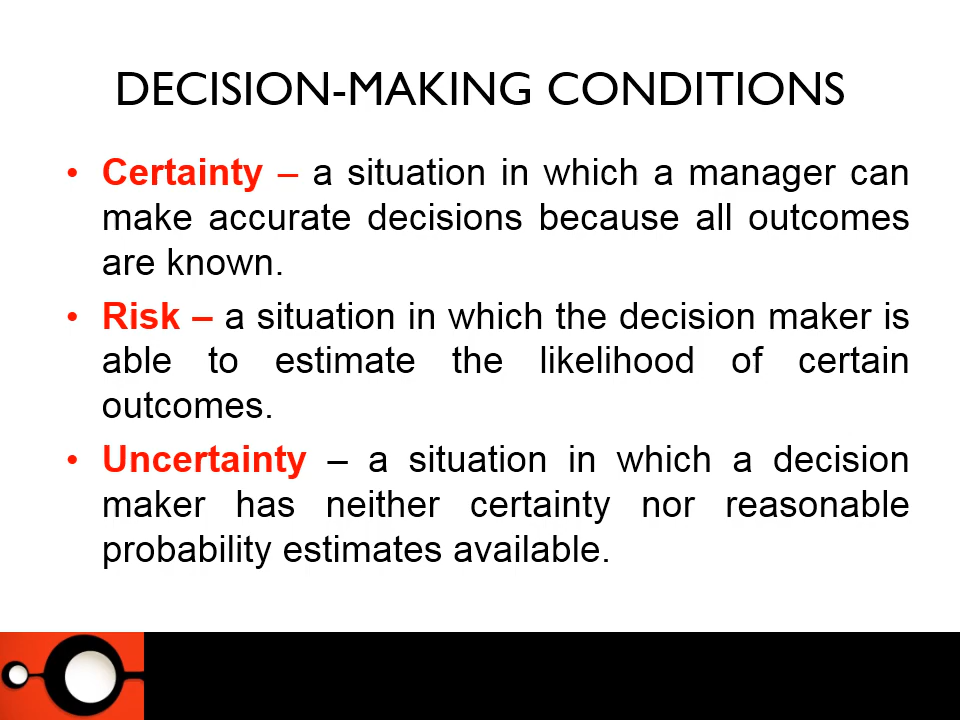 DECISION-MAKING CONDITIONS
• Certainty – a situation in which a manager can
make accurate decisions because all outcomes
are known.
• Risk – a situation in which the decision maker is
able to estimate the likelihood of certain
outcomes.
• Uncertainty – a situation in which a decision
maker has neither certainty nor reasonable
probability estimates available.